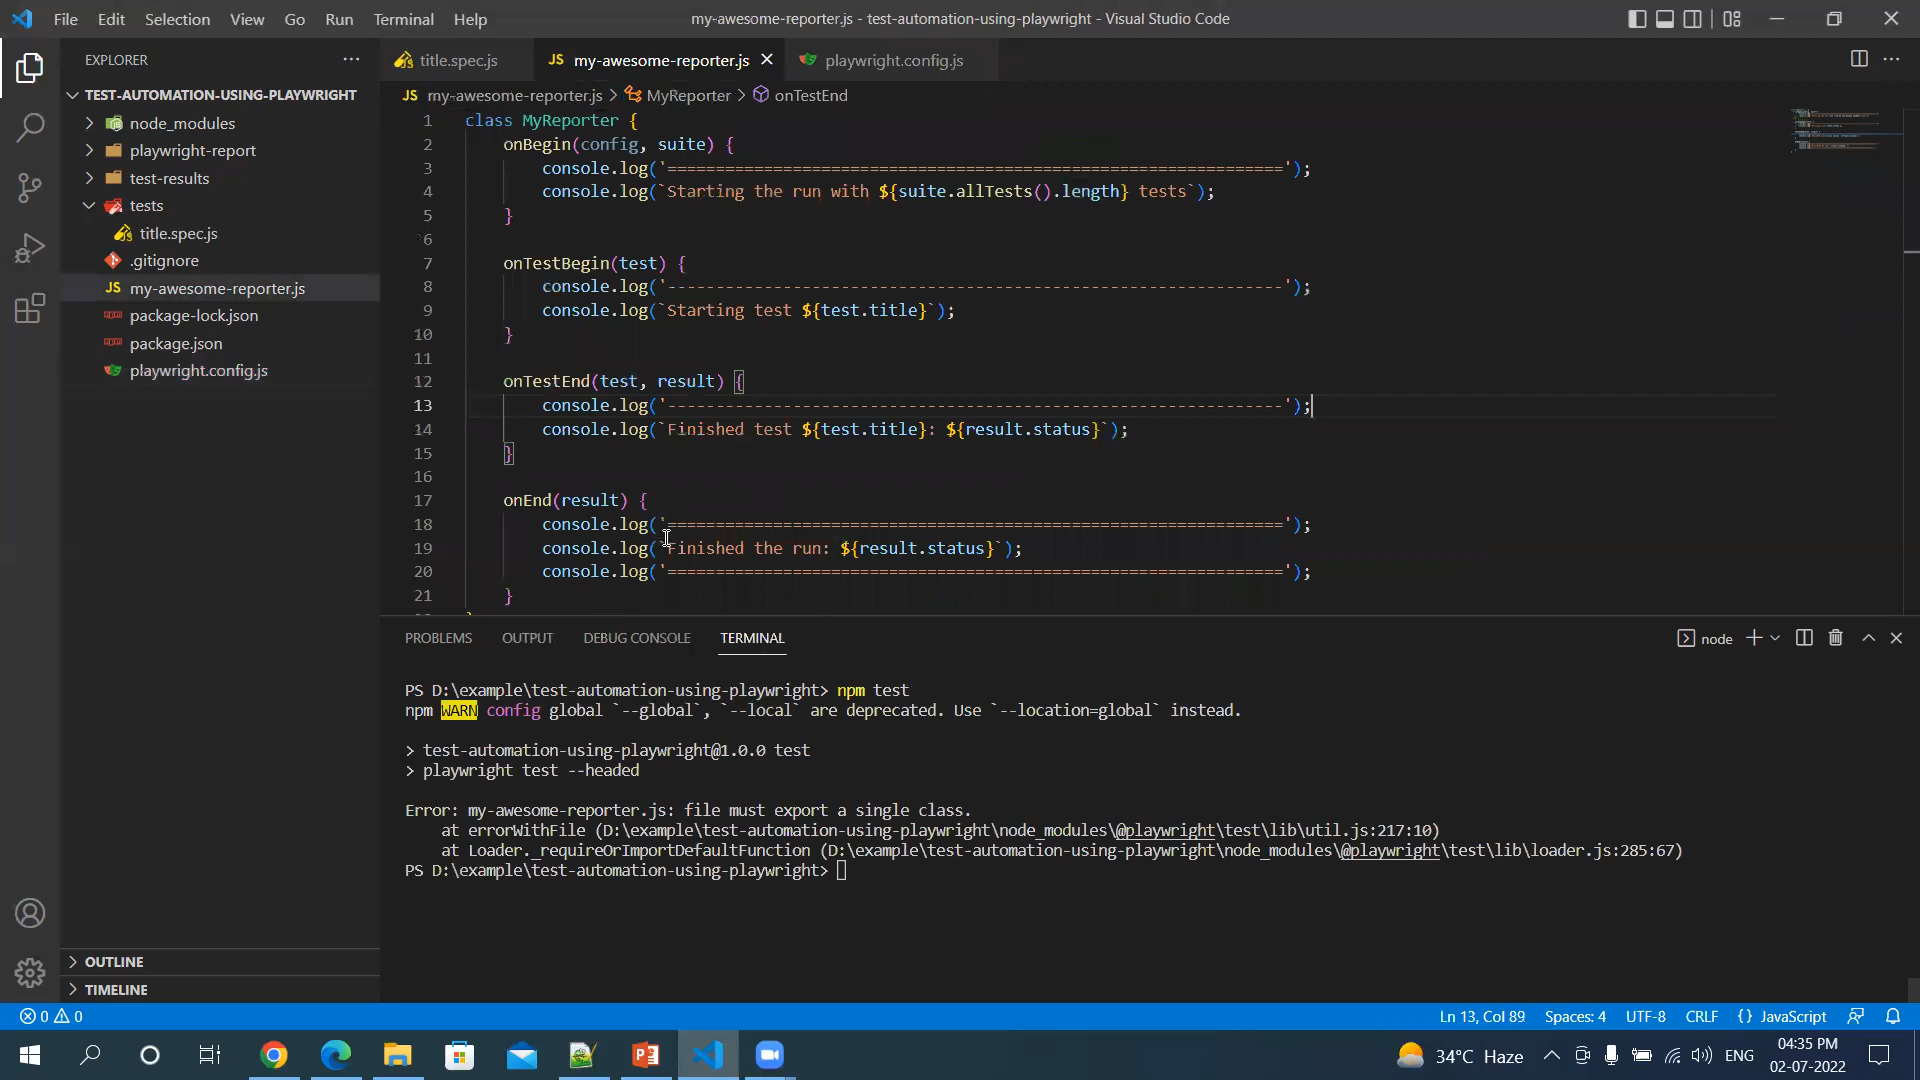 File Edit Selection View Go Run Terminal Help
my-awesome-reporter.js - test-automation-using-playwright - Visual Studio Code
EXPLORER
TEST-AUTOMATION-USING-PLAYWRIGHT
node_modules
playwright-report
test-results
tests
title.spec.js
.gitignore
my-awesome-reporter.js
package-lock.json
package.json
playwright.config.js
OUTLINE
TIMELINE
title.spec.js
JS my-awesome-reporter.js
playwright.config.js
JS my-awesome-reporter.js > MyReporter > onTestEnd
1 class MyReporter {
2 onBegin(config, suite) {
3 console.log('================================================================');
4 console.log(`Starting the run with ${suite.allTests().length} tests`);
5 }
6
7 onTestBegin(test) {
8 console.log('----------------------------------------------------------------');
9 console.log(`Starting test ${test.title}`);
10 }
11
12 onTestEnd(test, result) {
13 console.log('----------------------------------------------------------------');
14 console.log(`Finished test ${test.title}: ${result.status}`);
15 }
16
17 onEnd(result) {
18 console.log('================================================================');
19 console.log(`Finished the run: ${result.status}`);
20 console.log('================================================================');
21 }
PROBLEMS OUTPUT DEBUG CONSOLE TERMINAL
node
PS D:\example\test-automation-using-playwright> npm test
npm WARN config global `--global`, `--local` are deprecated. Use `--location=global` instead.
> test-automation-using-playwright@1.0.0 test
> playwright test --headed
Error: my-awesome-reporter.js: file must export a single class.
at errorWithFile (D:\example\test-automation-using-playwright\node_modules\@playwright\test\lib\util.js:217:10)
at Loader._requireOrImportDefaultFunction (D:\example\test-automation-using-playwright\node_modules\@playwright\test\lib\loader.js:285:67)
PS D:\example\test-automation-using-playwright>
0 0
Ln 13, Col 89 Spaces: 4 UTF-8 CRLF {} JavaScript
34°C Haze
ENG
04:35 PM
02-07-2022